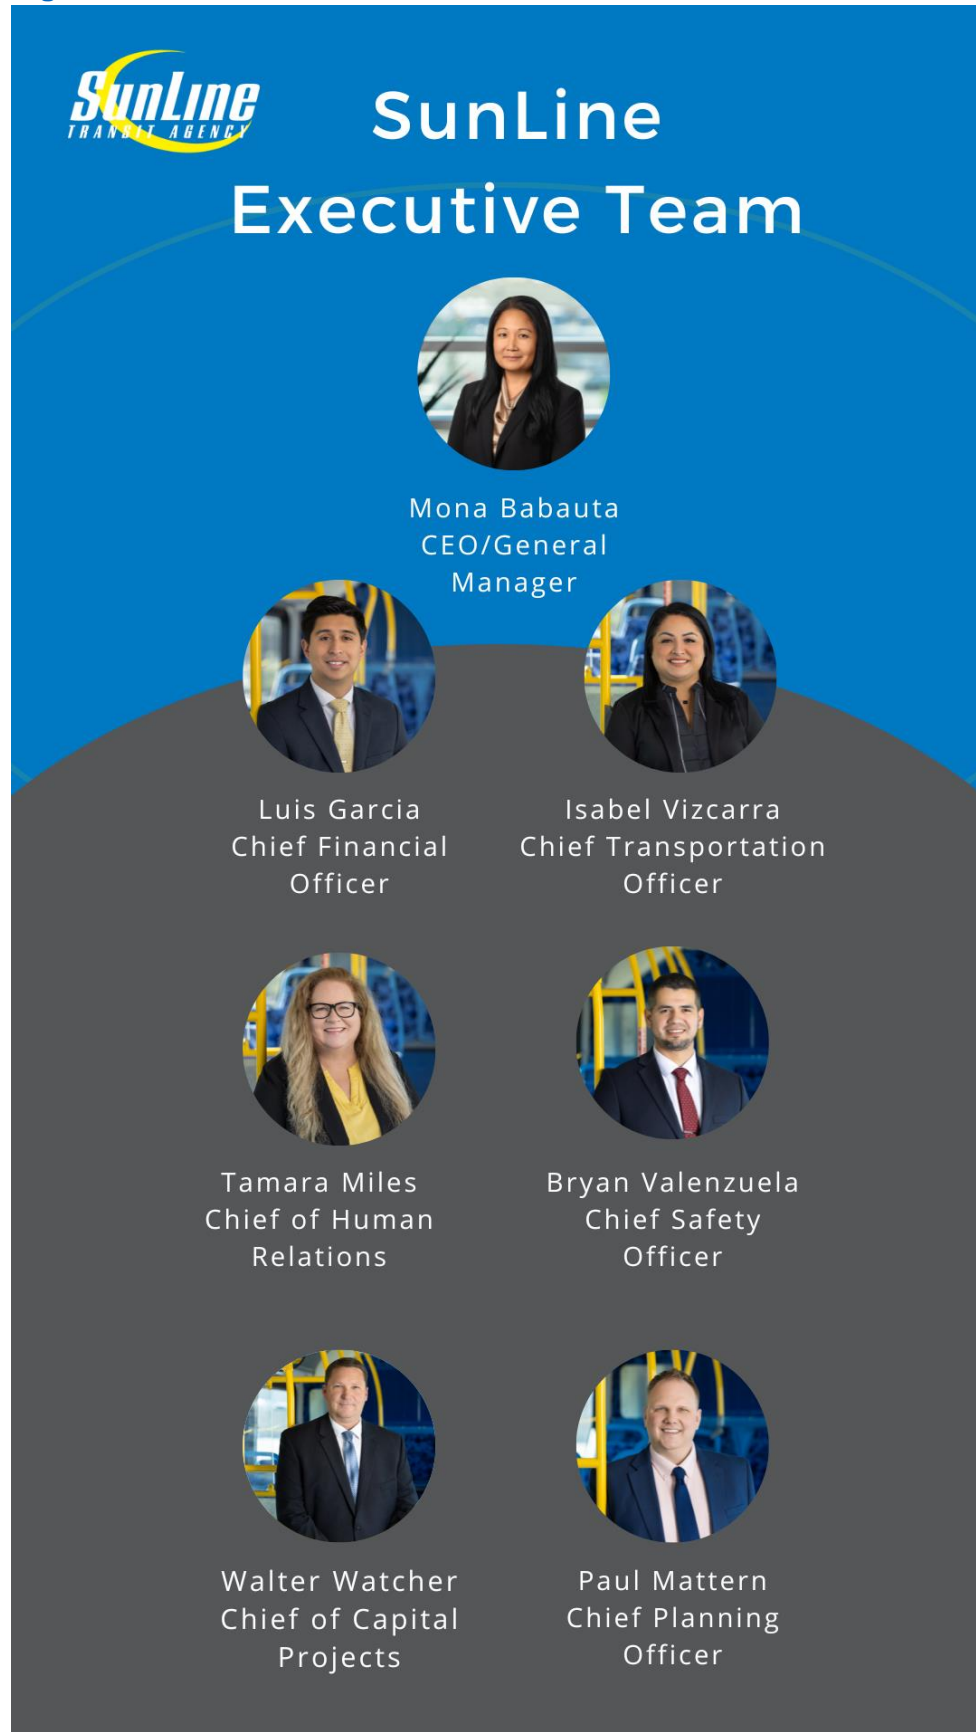 SunLine
TRANSIT AGENCY
SunLine
Executive Team
Mona Babauta
CEO/General
Manager
Luis Garcia
Chief Financial
Officer
Isabel Vizcarra
Chief Transportation
Officer
Tamara Miles
Chief of Human
Relations
Bryan Valenzuela
Chief Safety
Officer
Walter Watcher
Chief of Capital
Projects
Paul Mattern
Chief Planning
Officer